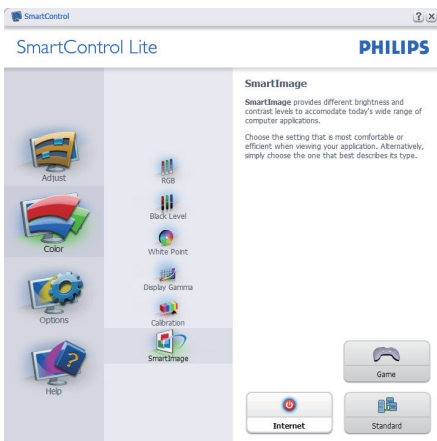 SmartControl
SmartControl Lite
PHILIPS
Adjust
Color
Options
Help
RGB
Black Level
White Point
Display Gamma
Calibration
SmartImage
SmartImage
SmartImage provides different brightness and
contrast levels to accomodate today's wide range of
computer applications.
Choose the setting that is most comfortable or
efficient when viewing your application. Alternatively,
simply choose the one that best describes its type.
Game
Internet
Standard